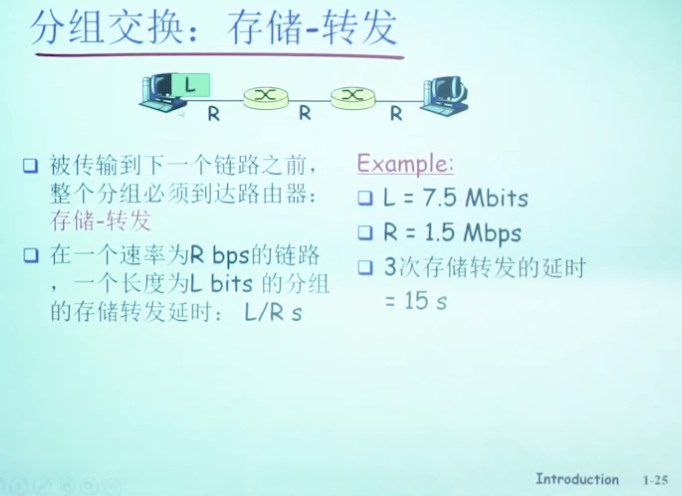 分组交换：存储-转发
L
R R R
❑ 被传输到下一个链路之前，
整个分组必须到达路由器：
存储-转发
❑ 在一个速率为R bps的链路
，一个长度为L bits 的分组
的存储转发延时： L/R s
Example:
❑ L = 7.5 Mbits
❑ R = 1.5 Mbps
❑ 3次存储转发的延时
= 15 s
Introduction 1-25